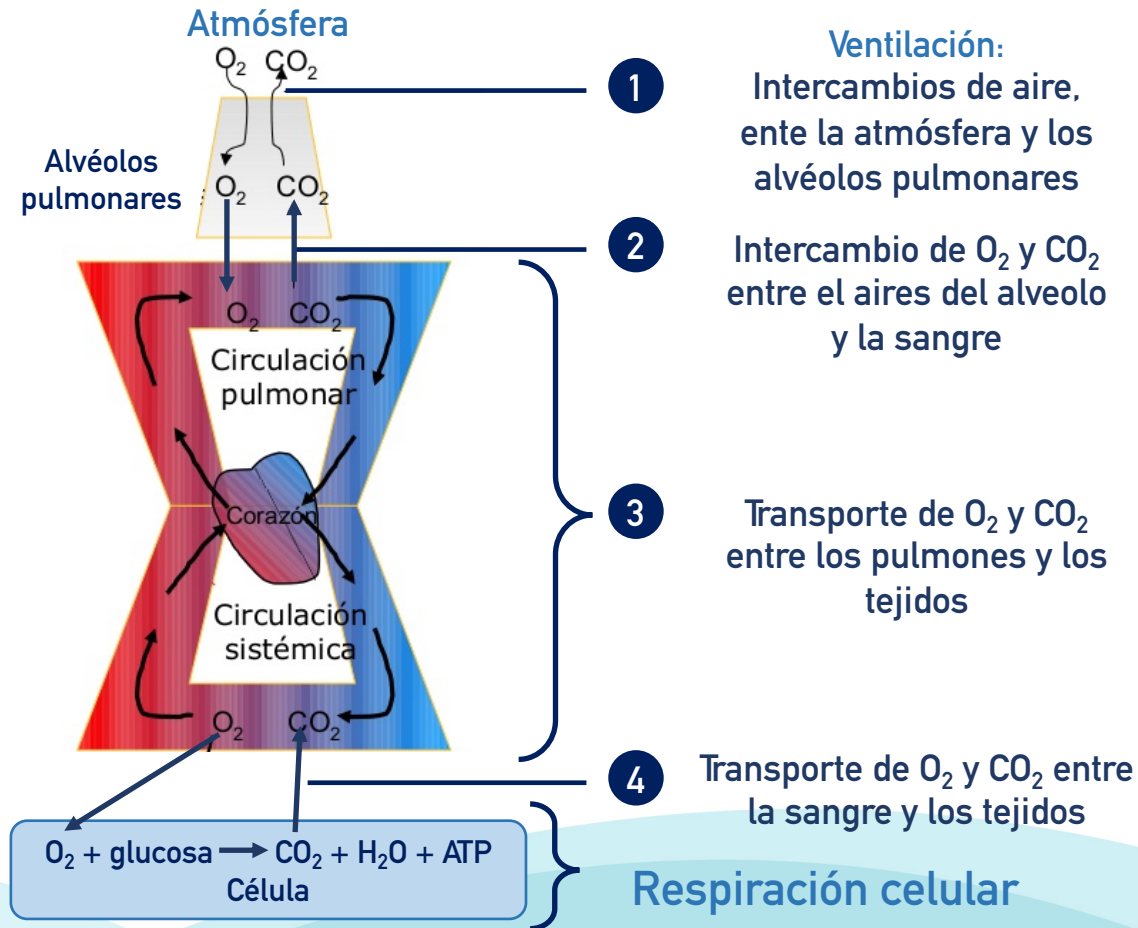 Atmósfera
O₂ CO₂
Alvéolos
pulmonares
O₂ CO₂
O₂ CO₂
Circulación
pulmonar
Corazón
Circulación
sistémica
O₂ CO₂
O₂ + glucosa → CO₂ + H₂O + ATP
Célula
1
Ventilación:
Intercambios de aire,
ente la atmósfera y los
alvéolos pulmonares
2
Intercambio de O₂ y CO₂
entre el aires del alveolo
y la sangre
3
Transporte de O₂ y CO₂
entre los pulmones y los
tejidos
4
Transporte de O₂ y CO₂ entre
la sangre y los tejidos
Respiración celular